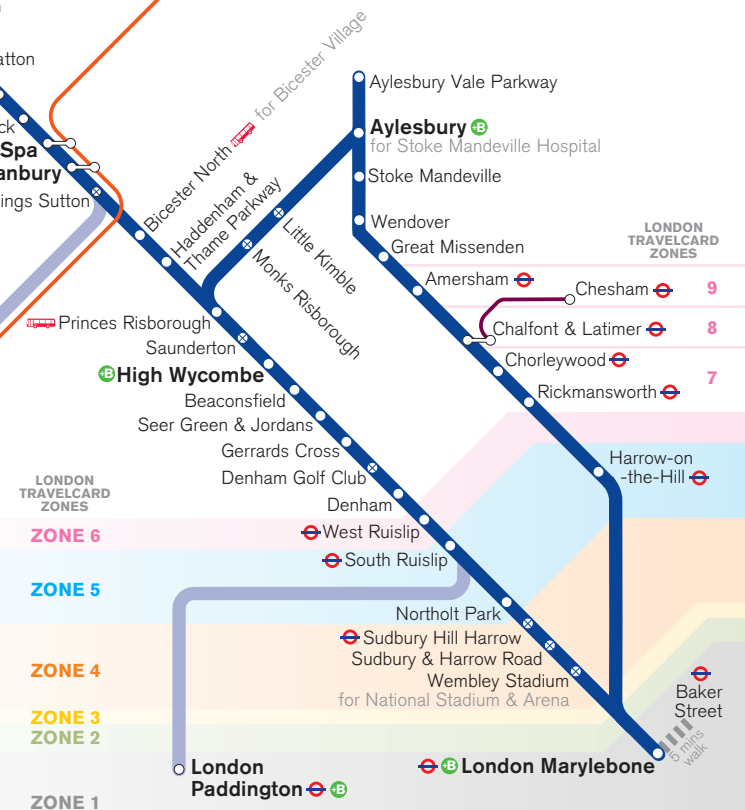 atton
ck
Spa
anbury
ings Sutton
Bicester North
for Bicester Village
Haddenham &
Thame Parkway
Aylesbury Vale Parkway
Aylesbury +B
for Stoke Mandeville Hospital
Stoke Mandeville
Wendover
Great Missenden
Little Kimble
Monks Risborough
LONDON
TRAVELCARD
ZONES
Amersham
Chesham
9
Chalfont & Latimer
8
Chorleywood
7
Rickmansworth
Harrow-on
-the-Hill
Princes Risborough
Saunderton
+B High Wycombe
Beaconsfield
Seer Green & Jordans
Gerrards Cross
Denham Golf Club
Denham
West Ruislip
South Ruislip
LONDON
TRAVELCARD
ZONES
ZONE 6
ZONE 5
ZONE 4
ZONE 3
ZONE 2
ZONE 1
Northolt Park
Sudbury Hill Harrow
Sudbury & Harrow Road
Wembley Stadium
for National Stadium & Arena
Baker
Street
5 mins
walk
London
Paddington +B
+B London Marylebone